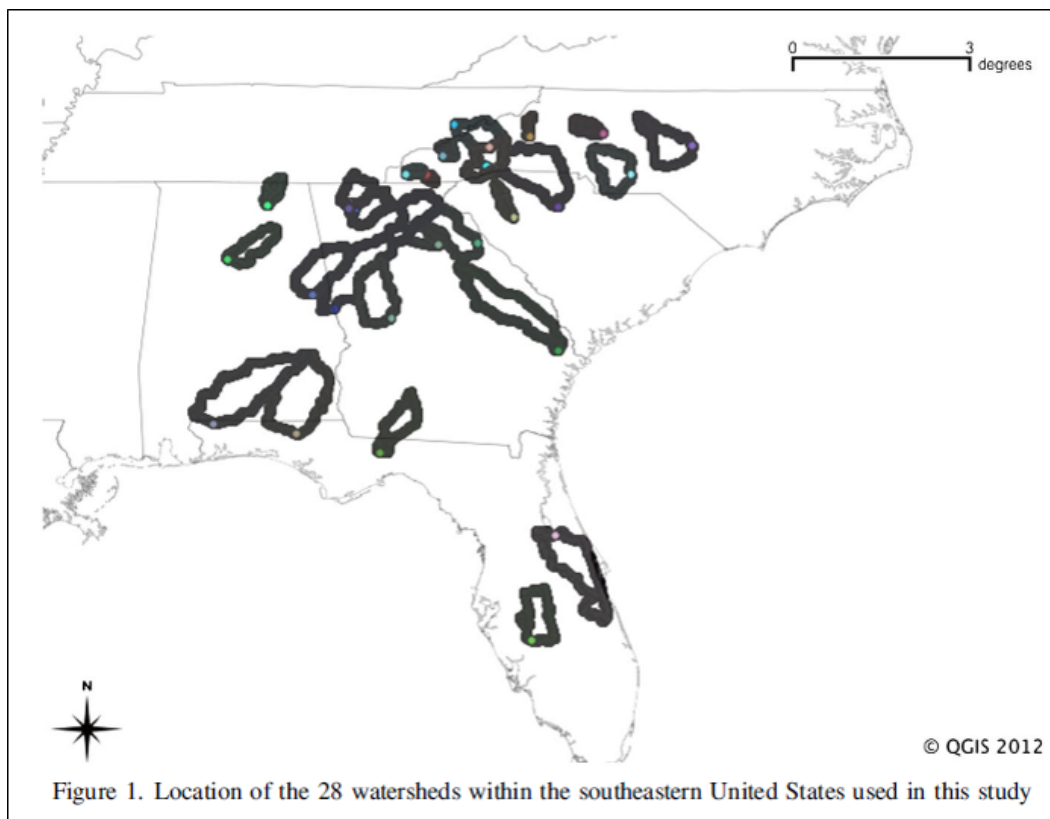 0 3
degrees
N
© QGIS 2012
Figure 1. Location of the 28 watersheds within the southeastern United States used in this study